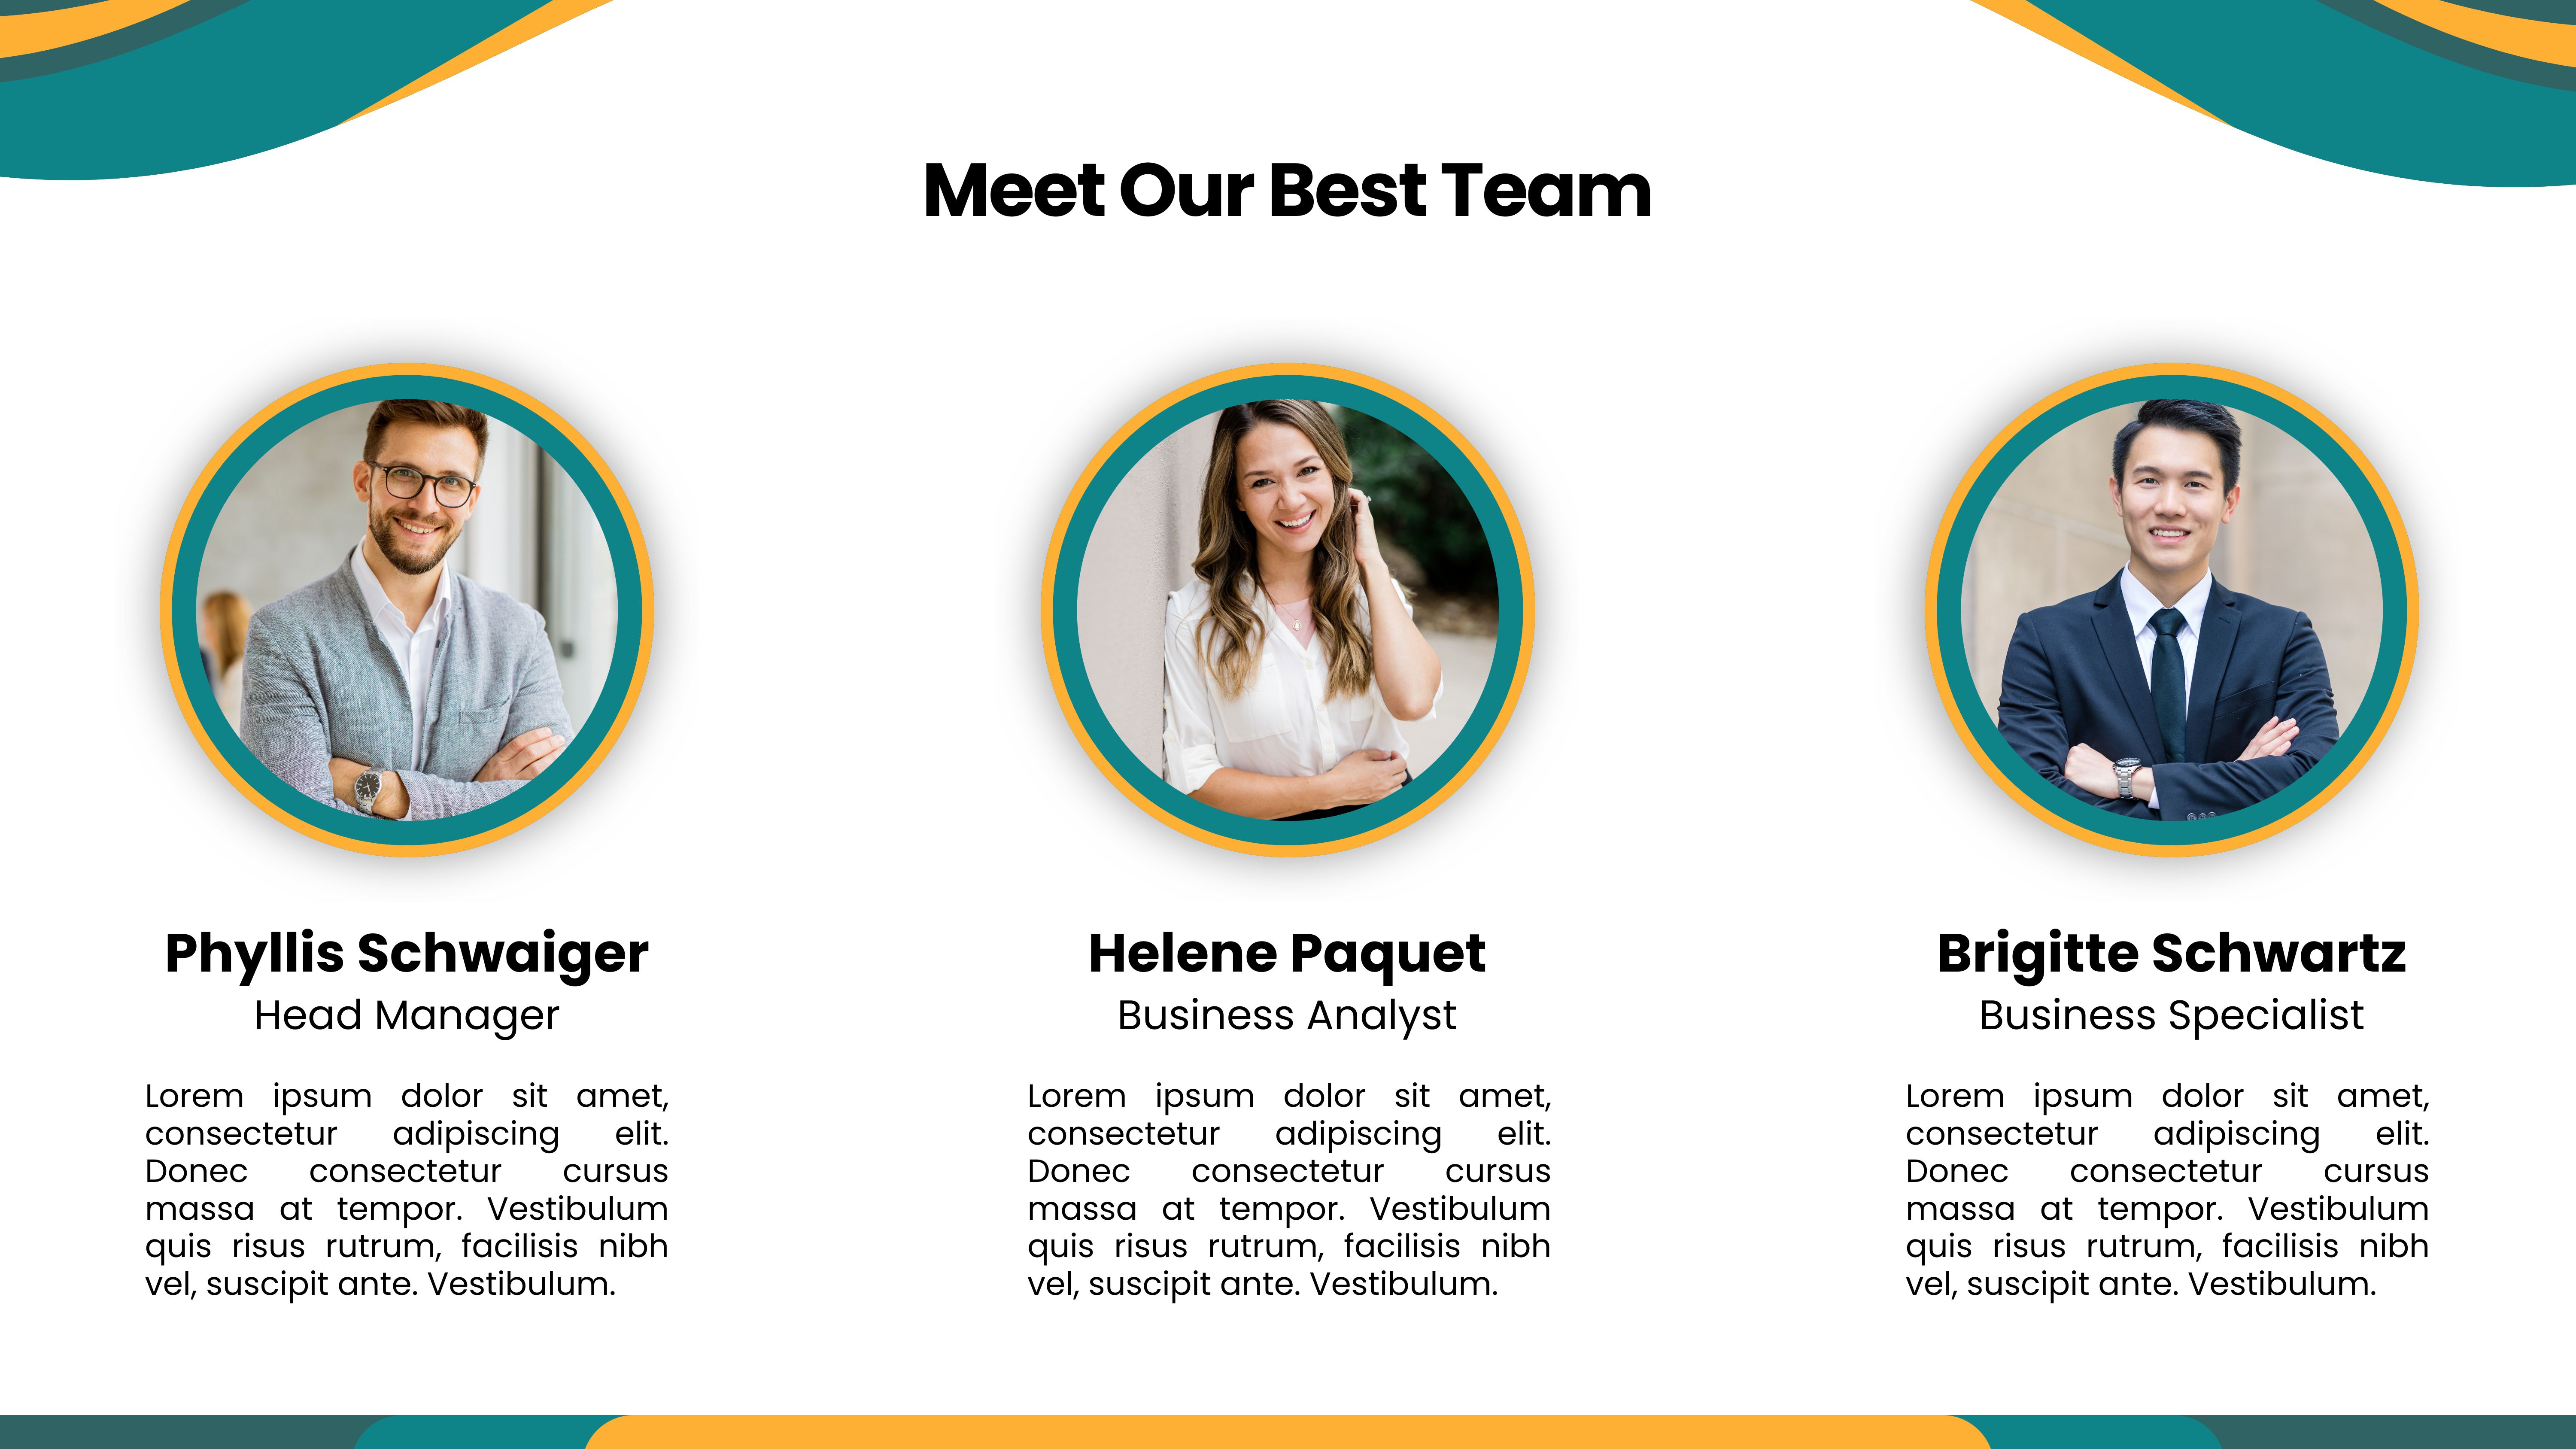 Meet Our Best Team
Phyllis Schwaiger
Head Manager
Lorem ipsum dolor sit amet,
consectetur adipiscing elit.
Donec consectetur cursus
massa at tempor. Vestibulum
quis risus rutrum, facilisis nibh
vel, suscipit ante. Vestibulum.
Helene Paquet
Business Analyst
Lorem ipsum dolor sit amet,
consectetur adipiscing elit.
Donec consectetur cursus
massa at tempor. Vestibulum
quis risus rutrum, facilisis nibh
vel, suscipit ante. Vestibulum.
Brigitte Schwartz
Business Specialist
Lorem ipsum dolor sit amet,
consectetur adipiscing elit.
Donec consectetur cursus
massa at tempor. Vestibulum
quis risus rutrum, facilisis nibh
vel, suscipit ante. Vestibulum.